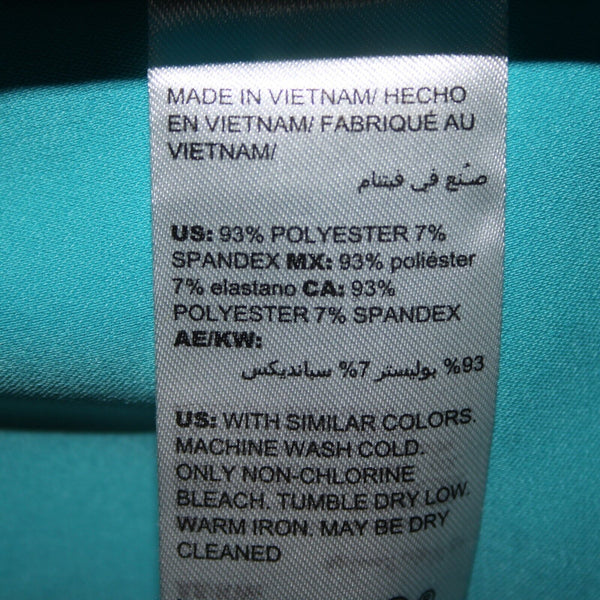 MADE IN VIETNAM/ HECHO
EN VIETNAM/ FABRIQUÉ AU
VIETNAM/
صُنع في فيتنام
US: 93% POLYESTER 7%
SPANDEX MX: 93% poliéster
7% elastano CA: 93%
POLYESTER 7% SPANDEX
AE/KW:
93% بوليستر 7% سبانديكس
US: WITH SIMILAR COLORS.
MACHINE WASH COLD.
ONLY NON-CHLORINE
BLEACH. TUMBLE DRY LOW.
WARM IRON. MAY BE DRY
CLEANED